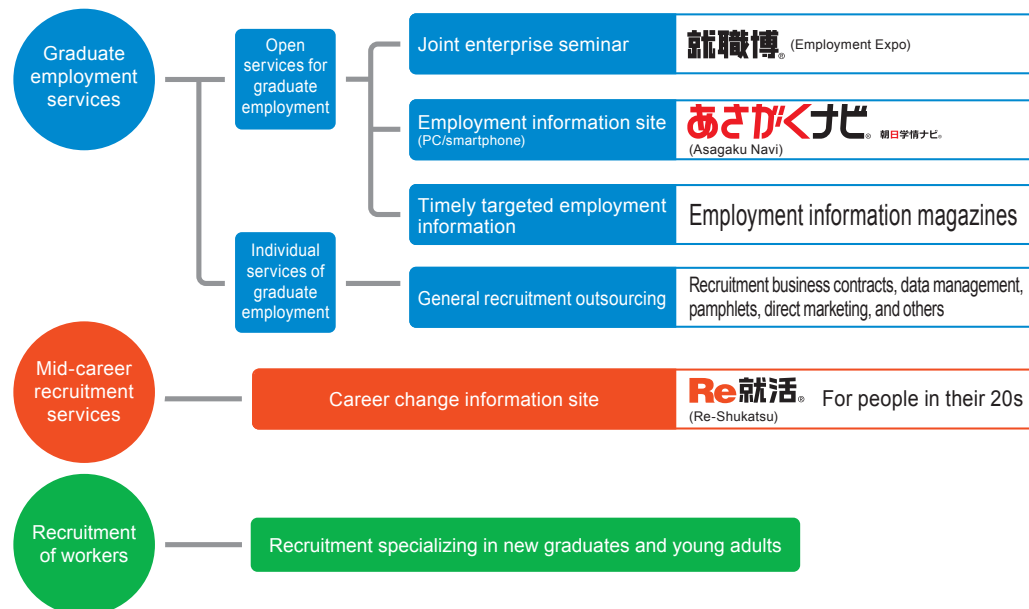 Graduate
employment
services
Open
services for
graduate
employment
Joint enterprise seminar
就職博® (Employment Expo)
Employment information site
(PC/smartphone)
あさがくナビ® 朝日学情ナビ®
(Asagaku Navi)
Timely targeted employment
information
Employment information magazines
Individual
services of
graduate
employment
General recruitment outsourcing
Recruitment business contracts, data management,
pamphlets, direct marketing, and others
Mid-career
recruitment
services
Career change information site
Re就活® For people in their 20s
(Re-Shukatsu)
Recruitment
of workers
Recruitment specializing in new graduates and young adults